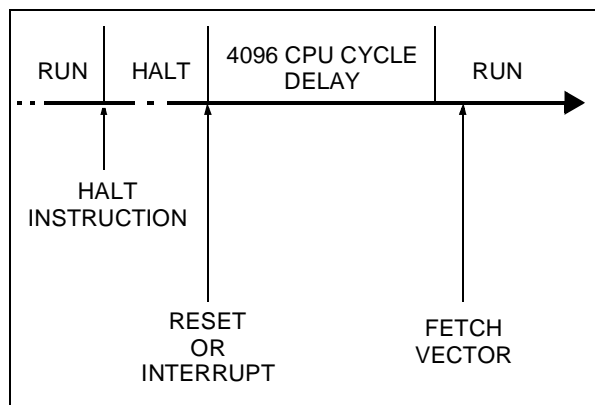 RUN
HALT
4096 CPU CYCLE
DELAY
RUN
HALT
INSTRUCTION
RESET
OR
INTERRUPT
FETCH
VECTOR